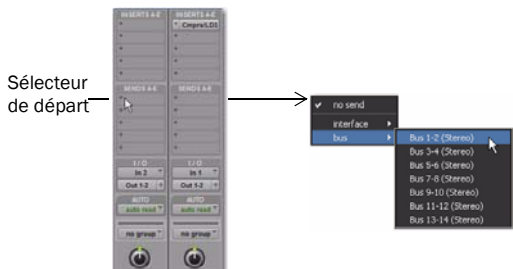 INSERTS A-E INSERTS A-E
Cmprs/LD1
Sélecteur
de départ
SENDS A-E SENDS A-E
no send
interface
bus
Bus 1-2 (Stereo)
Bus 3-4 (Stereo)
Bus 5-6 (Stereo)
Bus 7-8 (Stereo)
Bus 9-10 (Stereo)
Bus 11-12 (Stereo)
Bus 13-14 (Stereo)
I / O I / O
In 2 In 1
Out 1-2 Out 1-2
AUTO AUTO
auto read auto read
no group no group